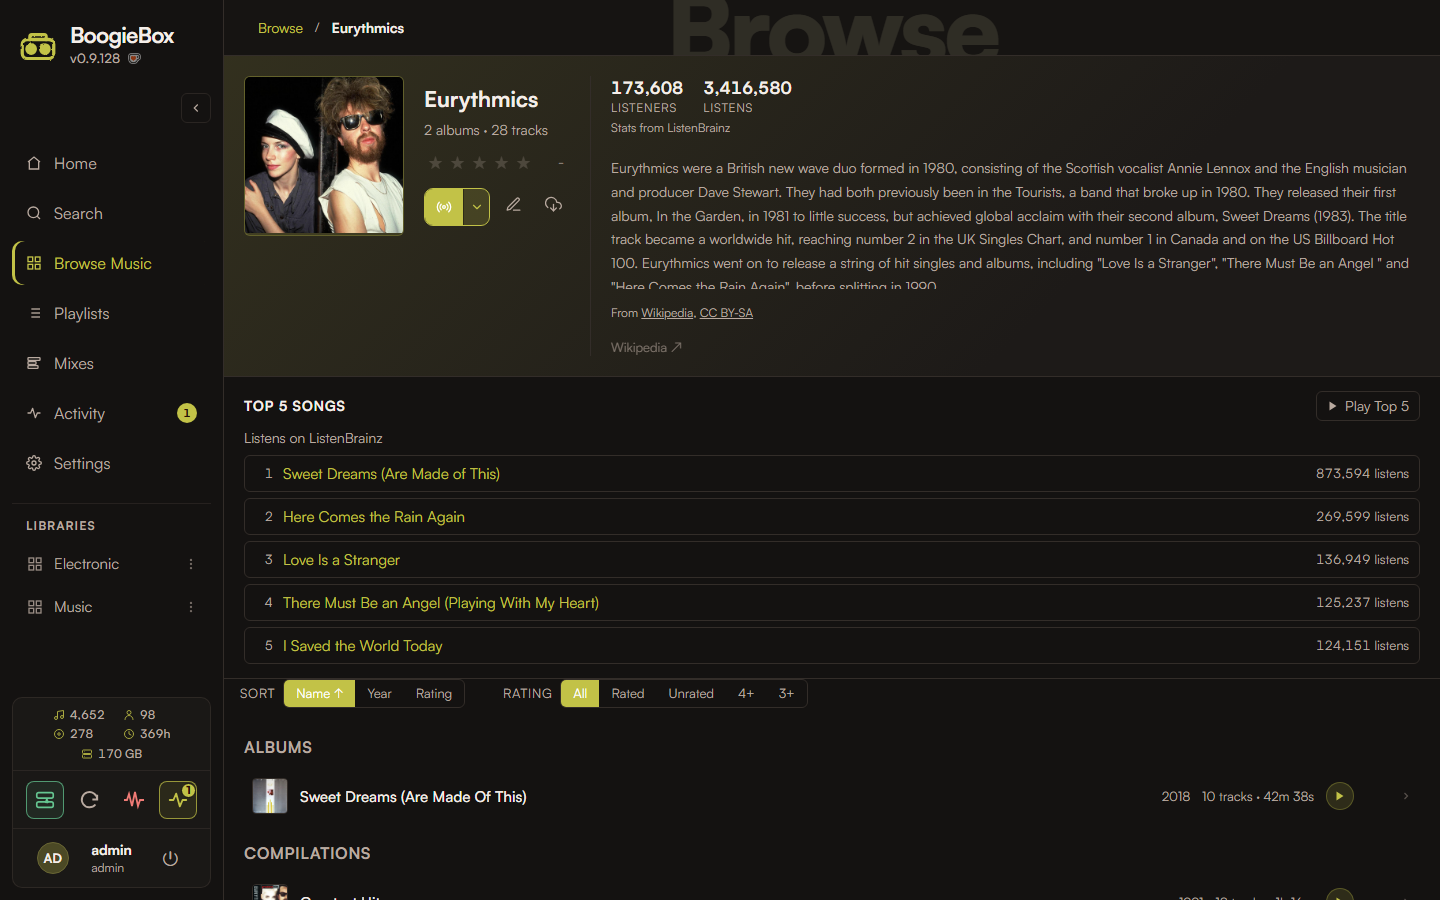 BoogieBox
v0.9.128
Home
Search
Browse Music
Playlists
Mixes
Activity 1
Settings
LIBRARIES
Electronic
Music
4,652 98
278 369h
170 GB
1
AD admin
admin
Browse / Eurythmics
Browse
Eurythmics
2 albums · 28 tracks
-
173,608 3,416,580
LISTENERS LISTENS
Stats from ListenBrainz
Eurythmics were a British new wave duo formed in 1980, consisting of the Scottish vocalist Annie Lennox and the English musician
and producer Dave Stewart. They had both previously been in the Tourists, a band that broke up in 1980. They released their first
album, In the Garden, in 1981 to little success, but achieved global acclaim with their second album, Sweet Dreams (1983). The title
track became a worldwide hit, reaching number 2 in the UK Singles Chart, and number 1 in Canada and on the US Billboard Hot
100. Eurythmics went on to release a string of hit singles and albums, including "Love Is a Stranger", "There Must Be an Angel " and
"Here Comes the Rain Again", before splitting in 1990.
From Wikipedia, CC BY-SA
Wikipedia ↗
TOP 5 SONGS
Play Top 5
Listens on ListenBrainz
1 Sweet Dreams (Are Made of This) 873,594 listens
2 Here Comes the Rain Again 269,599 listens
3 Love Is a Stranger 136,949 listens
4 There Must Be an Angel (Playing With My Heart) 125,237 listens
5 I Saved the World Today 124,151 listens
SORT Name ↑ Year Rating RATING All Rated Unrated 4+ 3+
ALBUMS
Sweet Dreams (Are Made Of This) 2018 10 tracks · 42m 38s
COMPILATIONS